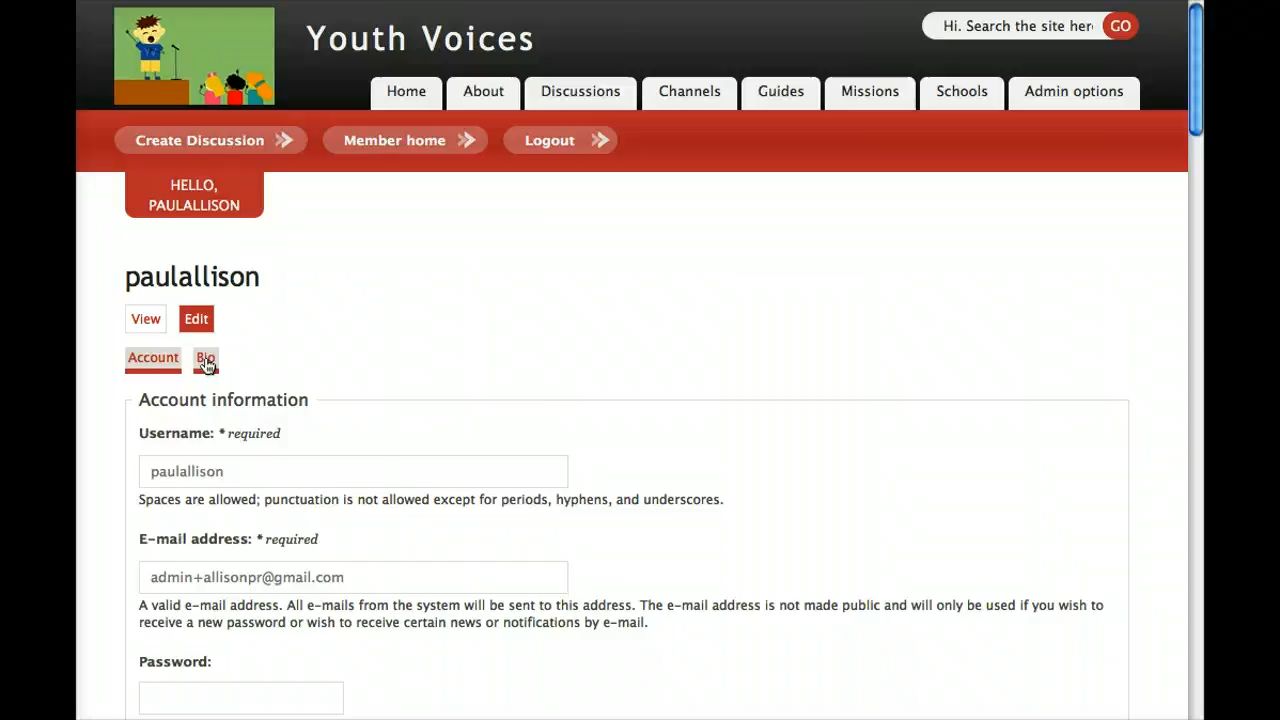 Youth Voices
Hi. Search the site here
GO
Home
About
Discussions
Channels
Guides
Missions
Schools
Admin options
Create Discussion
Member home
Logout
HELLO,
PAULALLISON
paulallison
View
Edit
Account
Bio
Account information
Username: * required
paulallison
Spaces are allowed; punctuation is not allowed except for periods, hyphens, and underscores.
E-mail address: * required
admin+allisonpr@gmail.com
A valid e-mail address. All e-mails from the system will be sent to this address. The e-mail address is not made public and will only be used if you wish to
receive a new password or wish to receive certain news or notifications by e-mail.
Password: